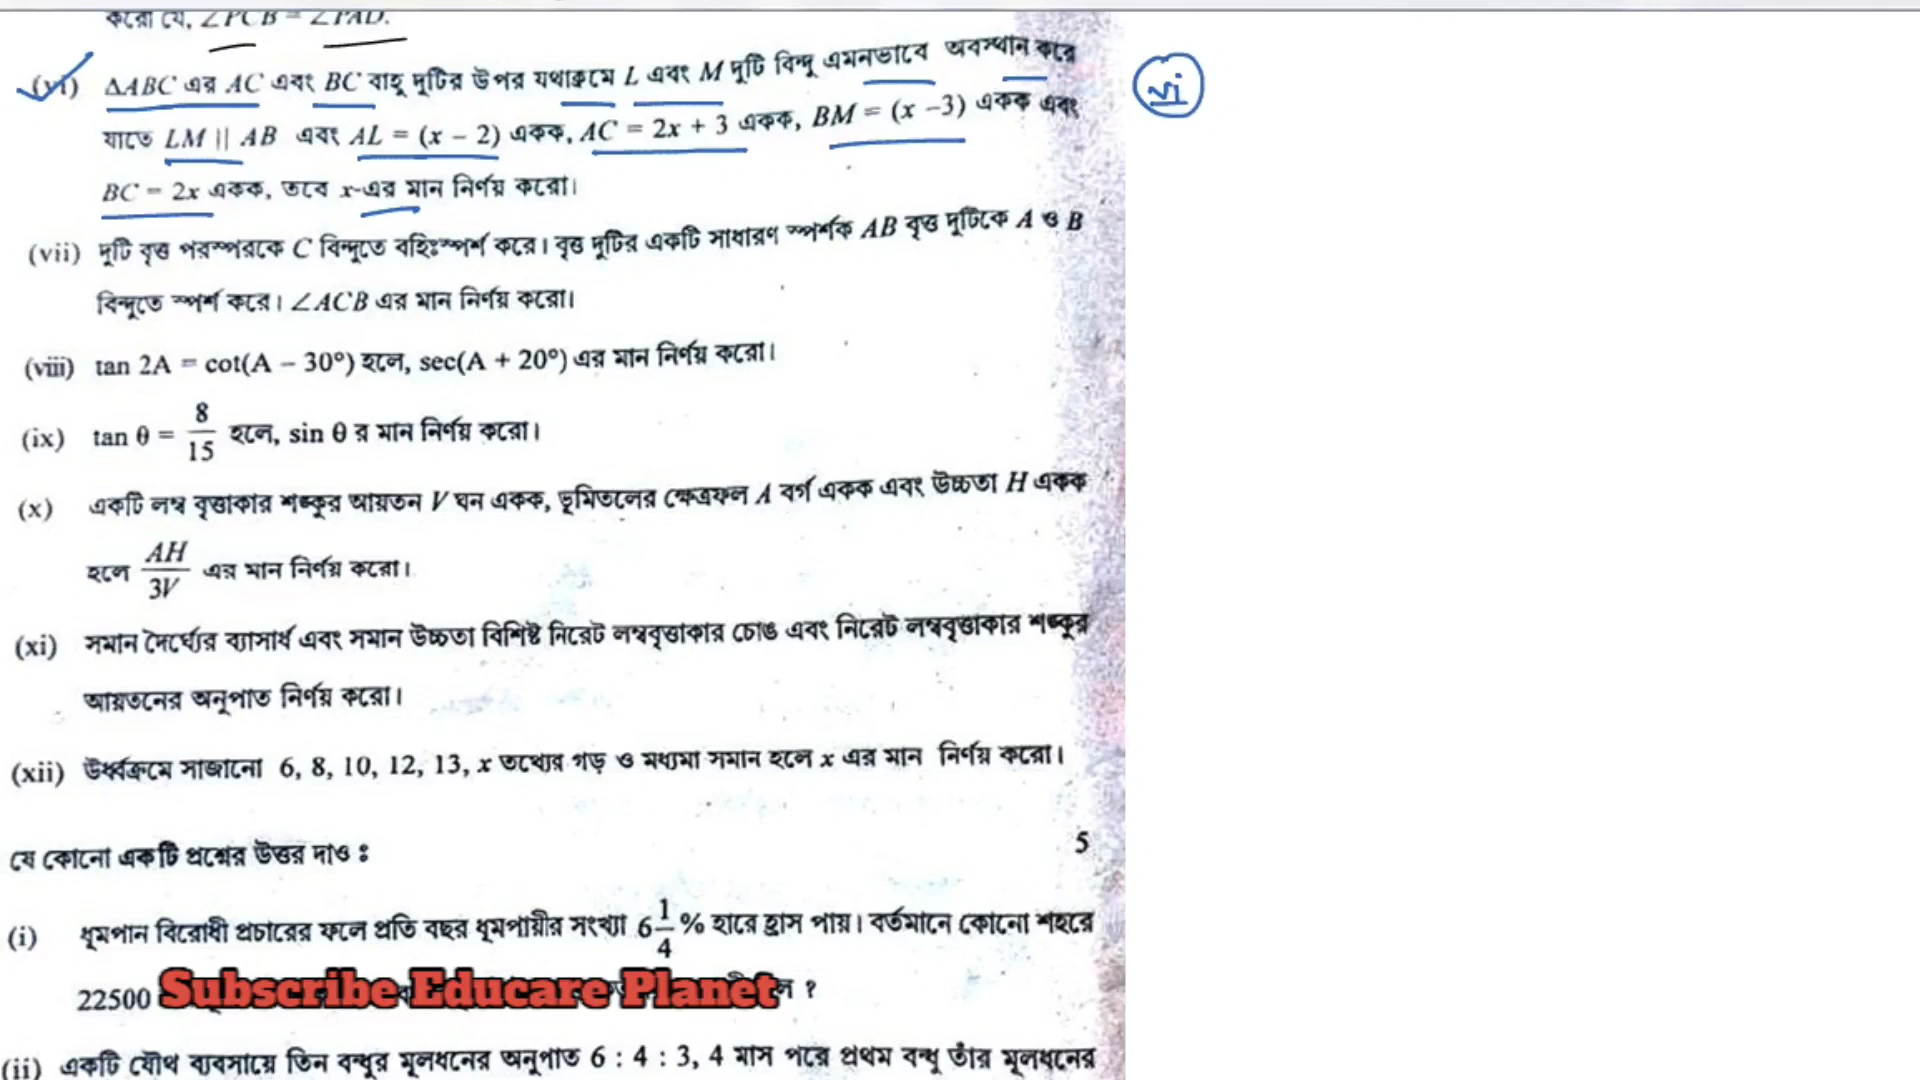 করো যে, ∠PCB = ∠PAD.
(vi) ΔABC এর AC এবং BC বাহু দুটির উপর যথাক্রমে L এবং M দুটি বিন্দু এমনভাবে অবস্থান করে
vi
যাতে LM || AB এবং AL = (x – 2) একক, AC = 2x + 3 একক, BM = (x –3) একক এবং
BC = 2x একক, তবে x-এর মান নির্ণয় করো।
(vii) দুটি বৃত্ত পরস্পরকে C বিন্দুতে বহিঃস্পর্শ করে। বৃত্ত দুটির একটি সাধারণ স্পর্শক AB বৃত্ত দুটিকে A ও B
বিন্দুতে স্পর্শ করে। ∠ACB এর মান নির্ণয় করো।
(viii) tan 2A = cot(A – 30°) হলে, sec(A + 20°) এর মান নির্ণয় করো।
(ix) tan θ = 8/15 হলে, sin θ র মান নির্ণয় করো।
(x) একটি লম্ব বৃত্তাকার শঙ্কুর আয়তন V ঘন একক, ভূমিতলের ক্ষেত্রফল A বর্গ একক এবং উচ্চতা H একক
হলে AH/3V এর মান নির্ণয় করো।
(xi) সমান দৈর্ঘ্যের ব্যাসার্ধ এবং সমান উচ্চতা বিশিষ্ট নিরেট লম্ববৃত্তাকার চোঙ এবং নিরেট লম্ববৃত্তাকার শঙ্কুর
আয়তনের অনুপাত নির্ণয় করো।
(xii) উর্ধ্বক্রমে সাজানো 6, 8, 10, 12, 13, x তথ্যের গড় ও মধ্যমা সমান হলে x এর মান নির্ণয় করো।
যে কোনো একটি প্রশ্নের উত্তর দাও ঃ 5
(i) ধূমপান বিরোধী প্রচারের ফলে প্রতি বছর ধূমপায়ীর সংখ্যা 6 1/4 % হারে হ্রাস পায়। বর্তমানে কোনো শহরে
22500 Subscribe Educare Planet ?
(ii) একটি যৌথ ব্যবসায়ে তিন বন্ধুর মূলধনের অনুপাত 6 : 4 : 3, 4 মাস পরে প্রথম বন্ধু তাঁর মূলধনের